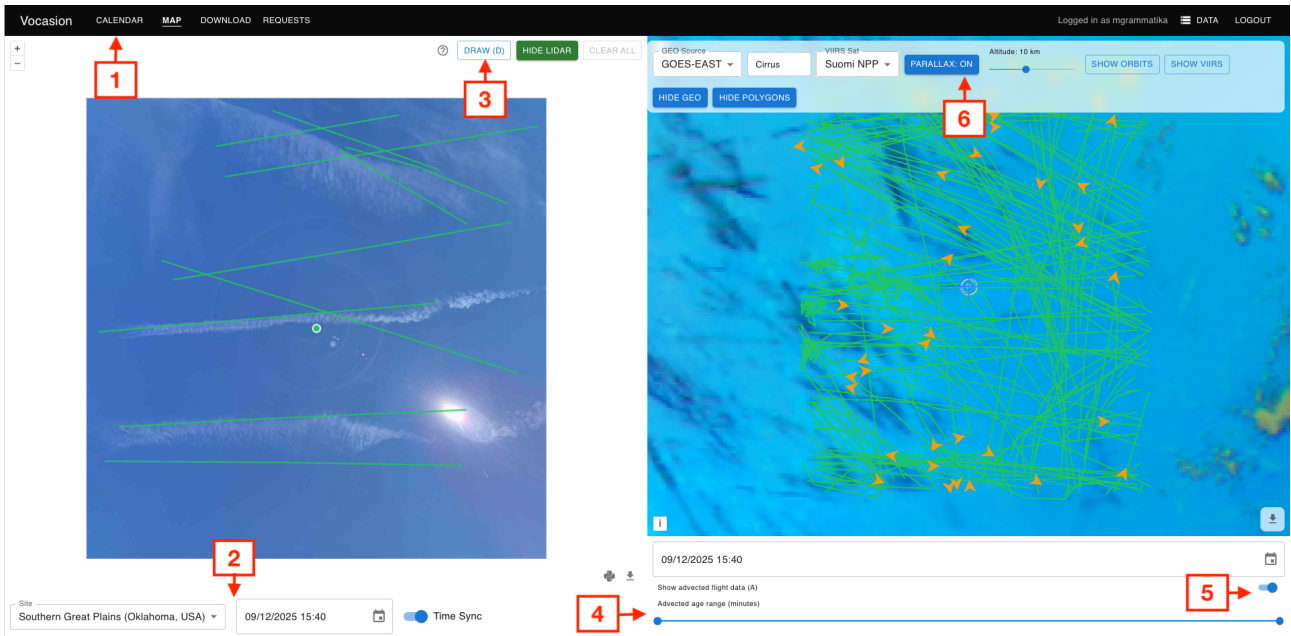 Vocasion CALENDAR MAP DOWNLOAD REQUESTS Logged in as mgrammatika DATA LOGOUT
1
+
−
? DRAW (D) HIDE LIDAR CLEAR ALL
3
GEO Source
GOES-EAST
Cirrus
VIIRS Sat
Suomi NPP
PARALLAX: ON
Altitude: 10 km
SHOW ORBITS SHOW VIIRS
HIDE GEO HIDE POLYGONS
6
i
2
Site
Southern Great Plains (Oklahoma, USA)
09/12/2025 15:40
Time Sync
09/12/2025 15:40
Show advected flight data (A)
5
Advected age range (minutes)
4